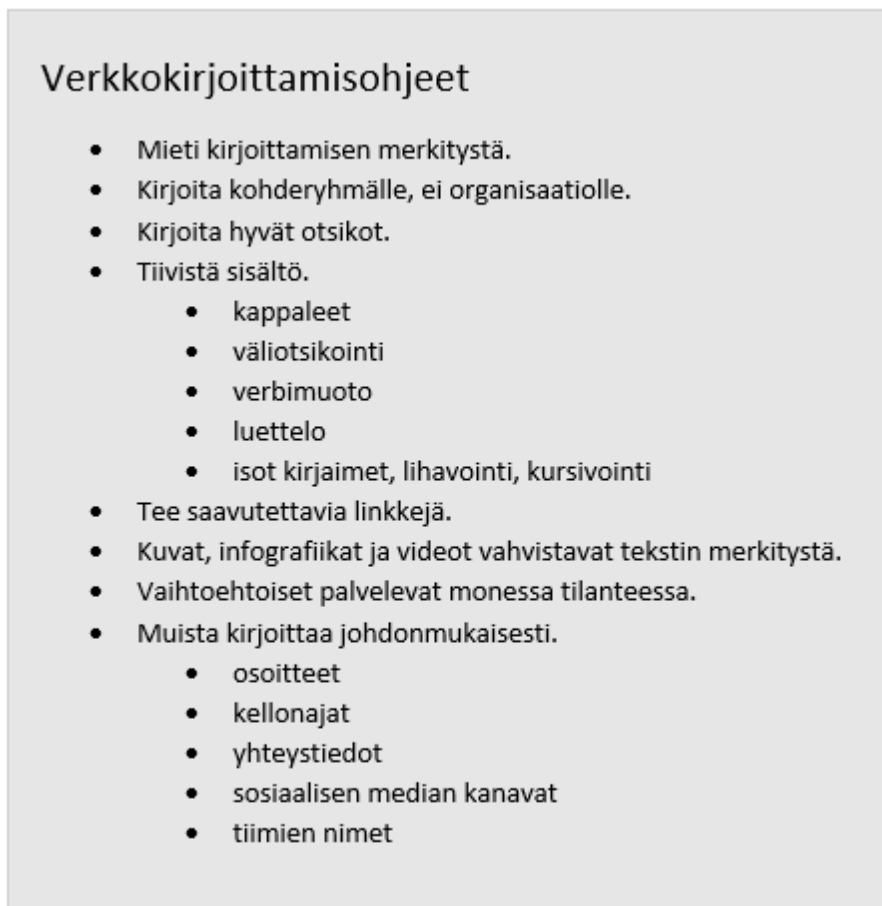 Verkkokirjoittamisohjeet
• Mieti kirjoittamisen merkitystä.
• Kirjoita kohderyhmälle, ei organisaatiolle.
• Kirjoita hyvät otsikot.
• Tiivistä sisältö.
• kappaleet
• väliotsikointi
• verbimuoto
• luettelo
• isot kirjaimet, lihavointi, kursivointi
• Tee saavutettavia linkkejä.
• Kuvat, infografiikat ja videot vahvistavat tekstin merkitystä.
• Vaihtoehtoiset palvelevat monessa tilanteessa.
• Muista kirjoittaa johdonmukaisesti.
• osoitteet
• kellonajat
• yhteystiedot
• sosiaalisen median kanavat
• tiimien nimet